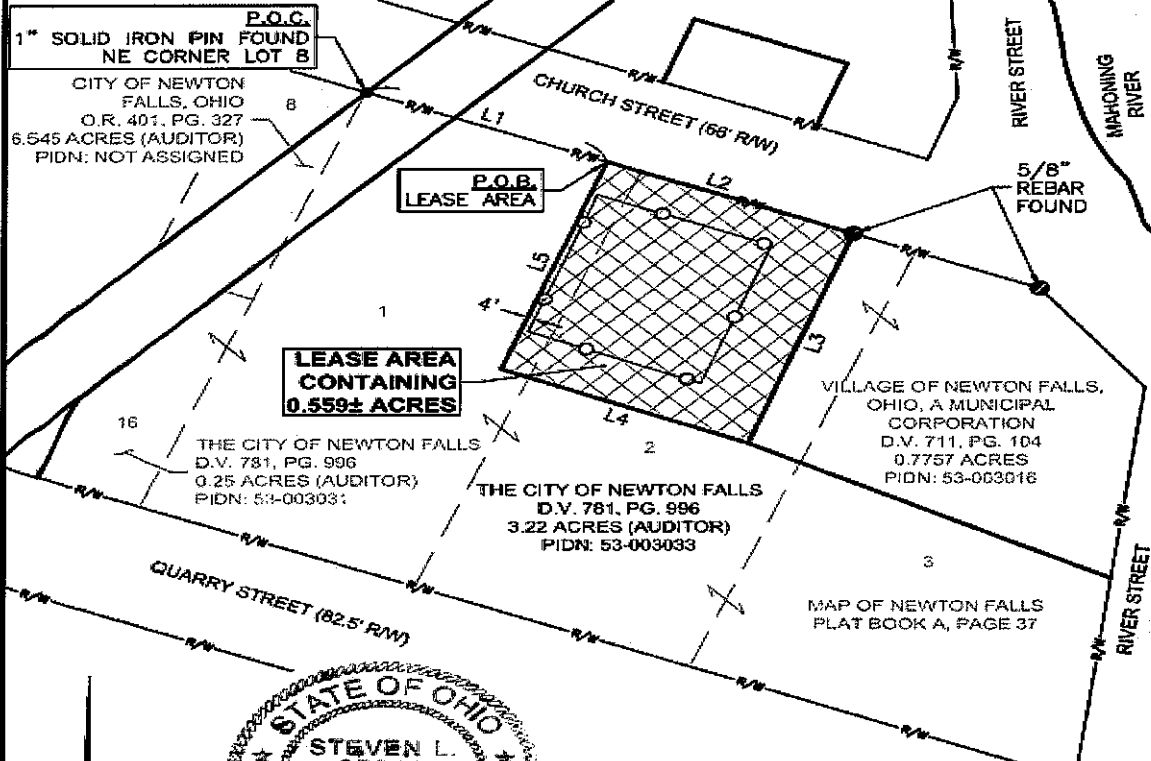 P.O.C.
1" SOLID IRON PIN FOUND
NE CORNER LOT 8
CITY OF NEWTON
FALLS, OHIO
O.R. 401, PG. 327
6.545 ACRES (AUDITOR)
PIDN: NOT ASSIGNED
8
R/W
R/W
R/W
R/W
CHURCH STREET (66' R/W)
RIVER STREET
MAHONING
RIVER
R/W
L1
R/W
P.O.B.
LEASE AREA
L2
R/W
5/8"
REBAR
FOUND
R/W
L5
4'
1
L3
LEASE AREA
CONTAINING
0.559± ACRES
L4
2
VILLAGE OF NEWTON FALLS,
OHIO, A MUNICIPAL
CORPORATION
D.V. 711, PG. 104
0.7757 ACRES
PIDN: 53-003016
16
THE CITY OF NEWTON FALLS
D.V. 781, PG. 996
0.25 ACRES (AUDITOR)
PIDN: 53-003031
THE CITY OF NEWTON FALLS
D.V. 781, PG. 996
3.22 ACRES (AUDITOR)
PIDN: 53-003033
3
MAP OF NEWTON FALLS
PLAT BOOK A, PAGE 37
R/W
R/W
R/W
R/W
R/W
R/W
QUARRY STREET (82.5' R/W)
R/W
R/W
R/W
R/W
RIVER STREET
STATE OF OHIO
STEVEN L.